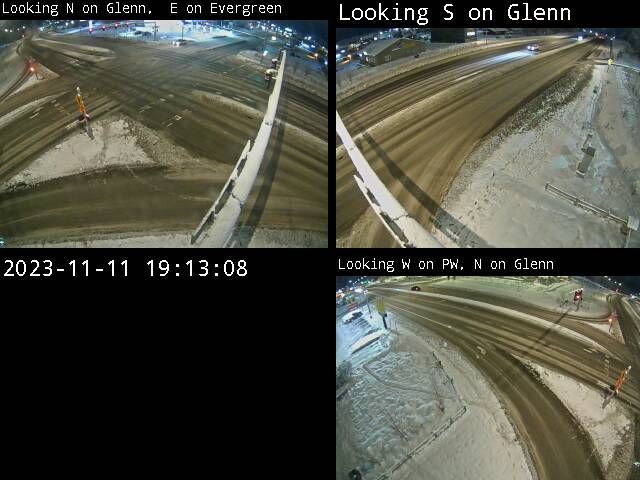 Looking N on Glenn, E on Evergreen
Looking S on Glenn
2023-11-11 19:13:08
Looking W on PW, N on Glenn